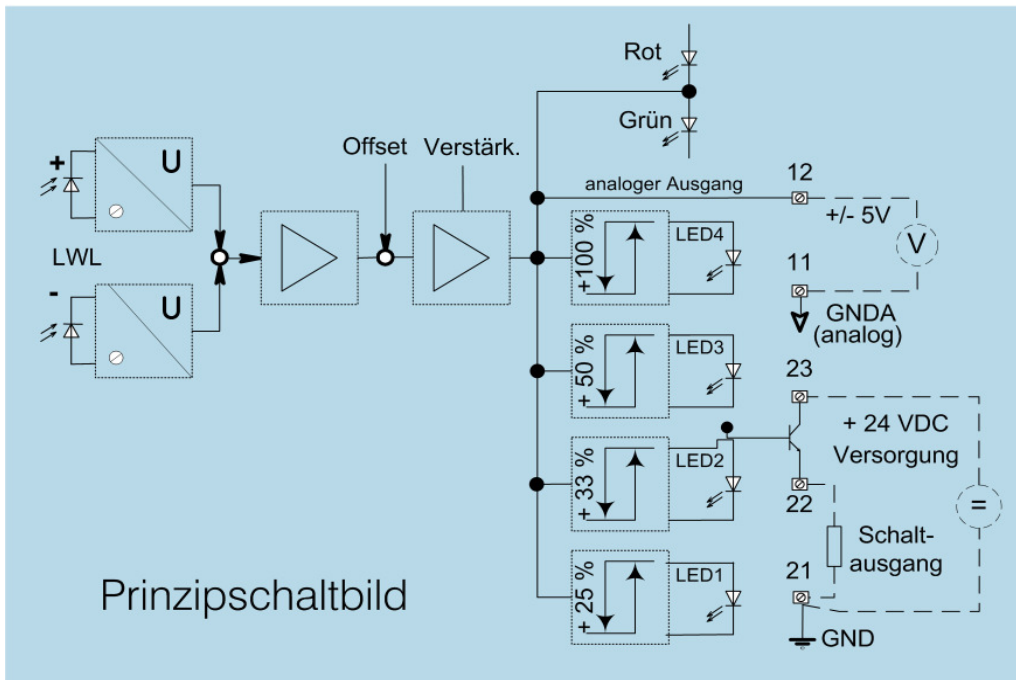 Rot
Grün
Offset Verstärk.
+ U
LWL
- U
analoger Ausgang
12
+/- 5V
V
11
GNDA
(analog)
+100 %
LED4
+ 50 %
LED3
+ 33 %
LED2
+ 25 %
LED1
23
+ 24 VDC
Versorgung
=
22
Schalt-
ausgang
21
GND
Prinzipschaltbild